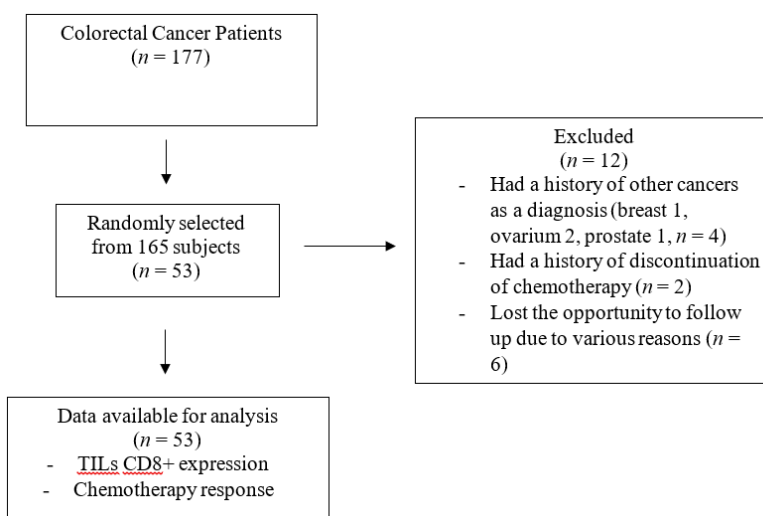 Colorectal Cancer Patients
(n = 177)
Randomly selected
from 165 subjects
(n = 53)
Excluded
(n = 12)
- Had a history of other cancers
as a diagnosis (breast 1,
ovarium 2, prostate 1, n = 4)
- Had a history of discontinuation
of chemotherapy (n = 2)
- Lost the opportunity to follow
up due to various reasons (n =
6)
Data available for analysis
(n = 53)
- TILs CD8+ expression
- Chemotherapy response